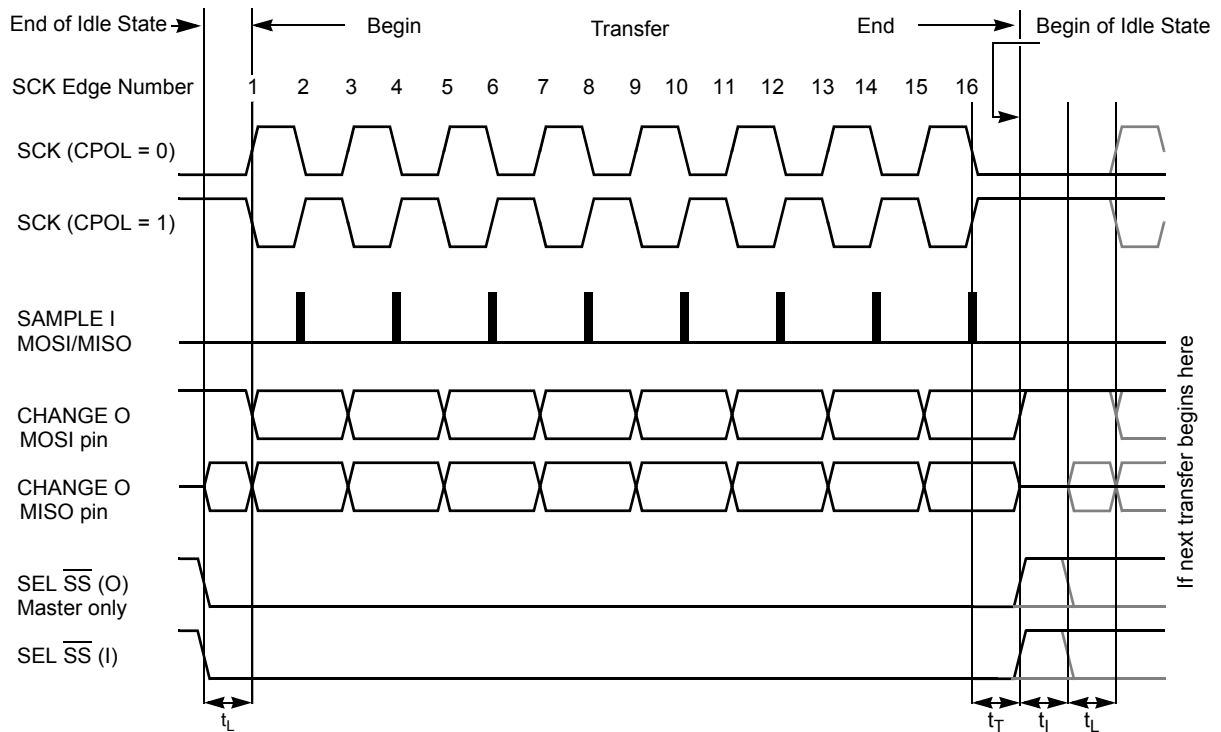 End of Idle State
Begin
Transfer
End
Begin of Idle State
SCK Edge Number
1 2 3 4 5 6 7 8 9 10 11 12 13 14 15 16
SCK (CPOL = 0)
SCK (CPOL = 1)
SAMPLE I
MOSI/MISO
CHANGE O
MOSI pin
CHANGE O
MISO pin
SEL S̅S̅ (O)
Master only
SEL S̅S̅ (I)
tL
tT
tI
tL
If next transfer begins here